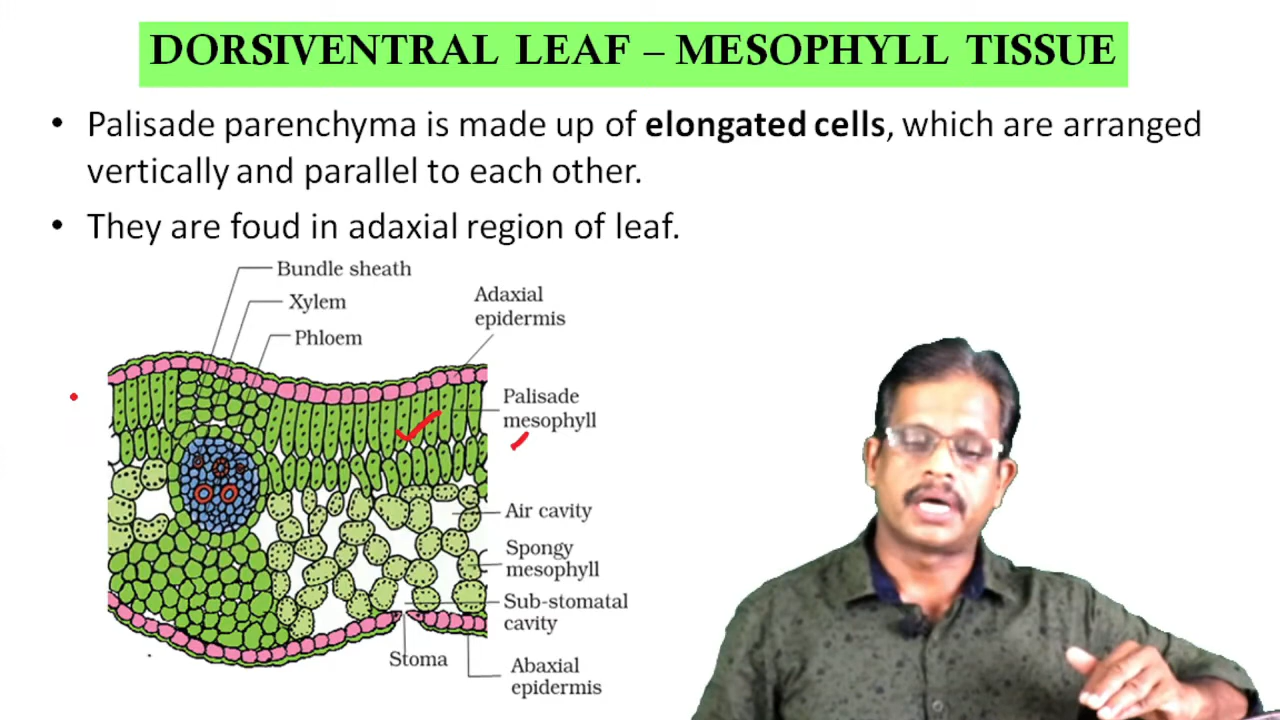 DORSIVENTRAL LEAF – MESOPHYLL TISSUE
• Palisade parenchyma is made up of elongated cells, which are arranged
vertically and parallel to each other.
• They are foud in adaxial region of leaf.
Bundle sheath
Xylem
Phloem
Adaxial
epidermis
Palisade
mesophyll
Air cavity
Spongy
mesophyll
Sub-stomatal
cavity
Stoma
Abaxial
epidermis